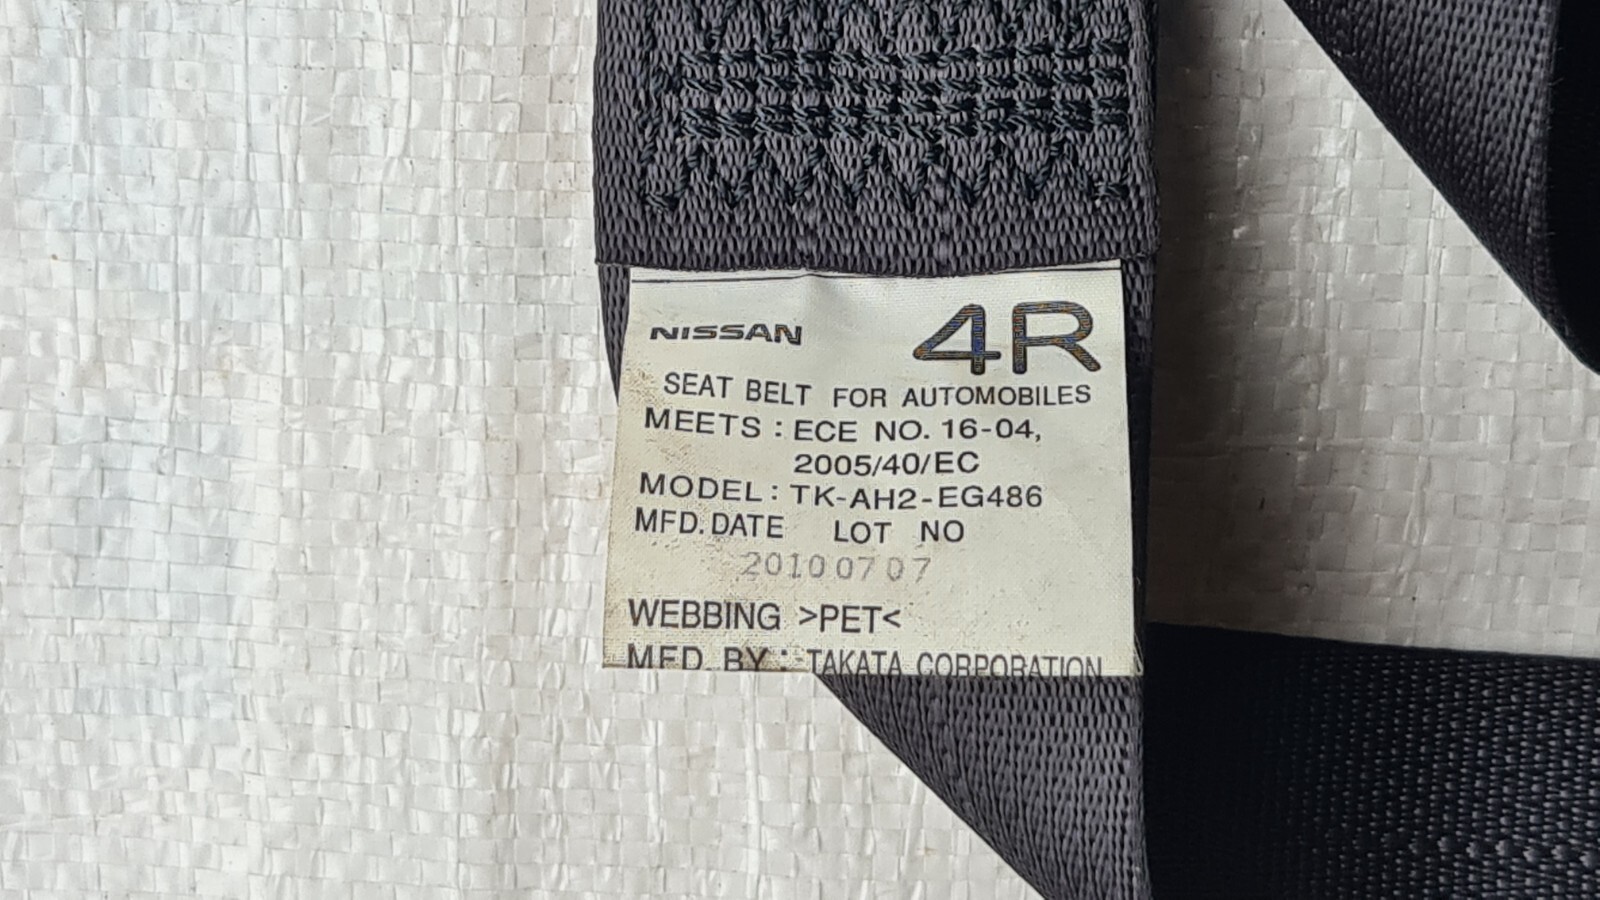 NISSAN 4R
SEAT BELT FOR AUTOMOBILES
MEETS : ECE NO. 16-04,
2005/40/EC
MODEL : TK-AH2-EG486
MFD. DATE LOT NO
20100707
WEBBING >PET<
MFD. BY : TAKATA CORPORATION